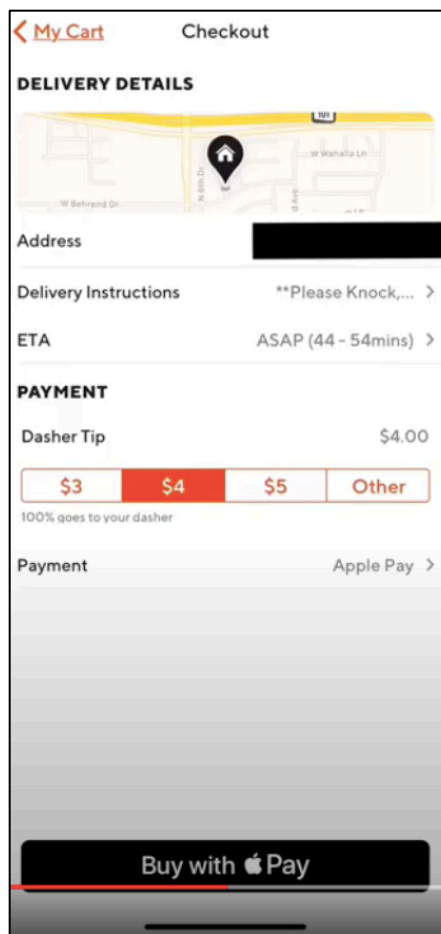 My Cart
Checkout
DELIVERY DETAILS
101
W Wahalla Ln
N 6th Dr
W Behrend Dr
Address
Delivery Instructions **Please Knock,...
ETA ASAP (44 - 54mins)
PAYMENT
Dasher Tip $4.00
$3 $4 $5 Other
100% goes to your dasher
Payment Apple Pay
Buy with Pay